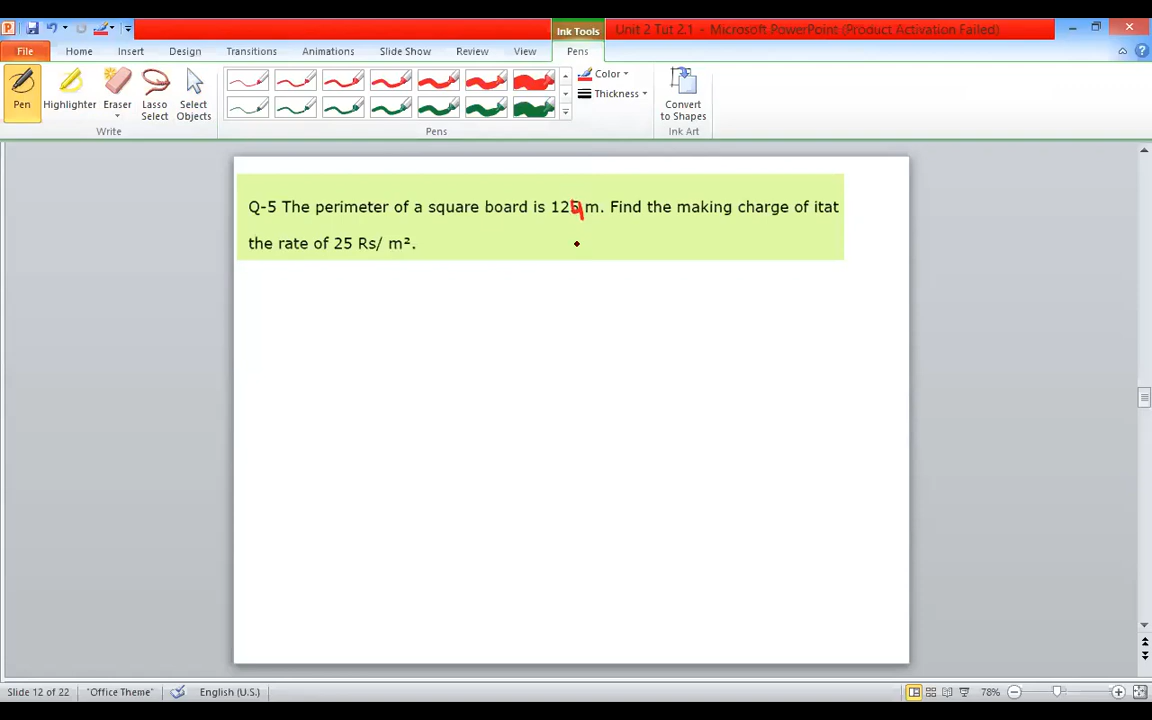 Ink Tools
Unit 2 Tut 2.1 - Microsoft PowerPoint (Product Activation Failed)
File Home Insert Design Transitions Animations Slide Show Review View Pens
Pen Highlighter Eraser Lasso Select Select Objects Color Thickness Convert to Shapes
Write Pens Ink Art
Q-5 The perimeter of a square board is 124 m. Find the making charge of itat
the rate of 25 Rs/ m².
Slide 12 of 22 "Office Theme" English (U.S.) 78%